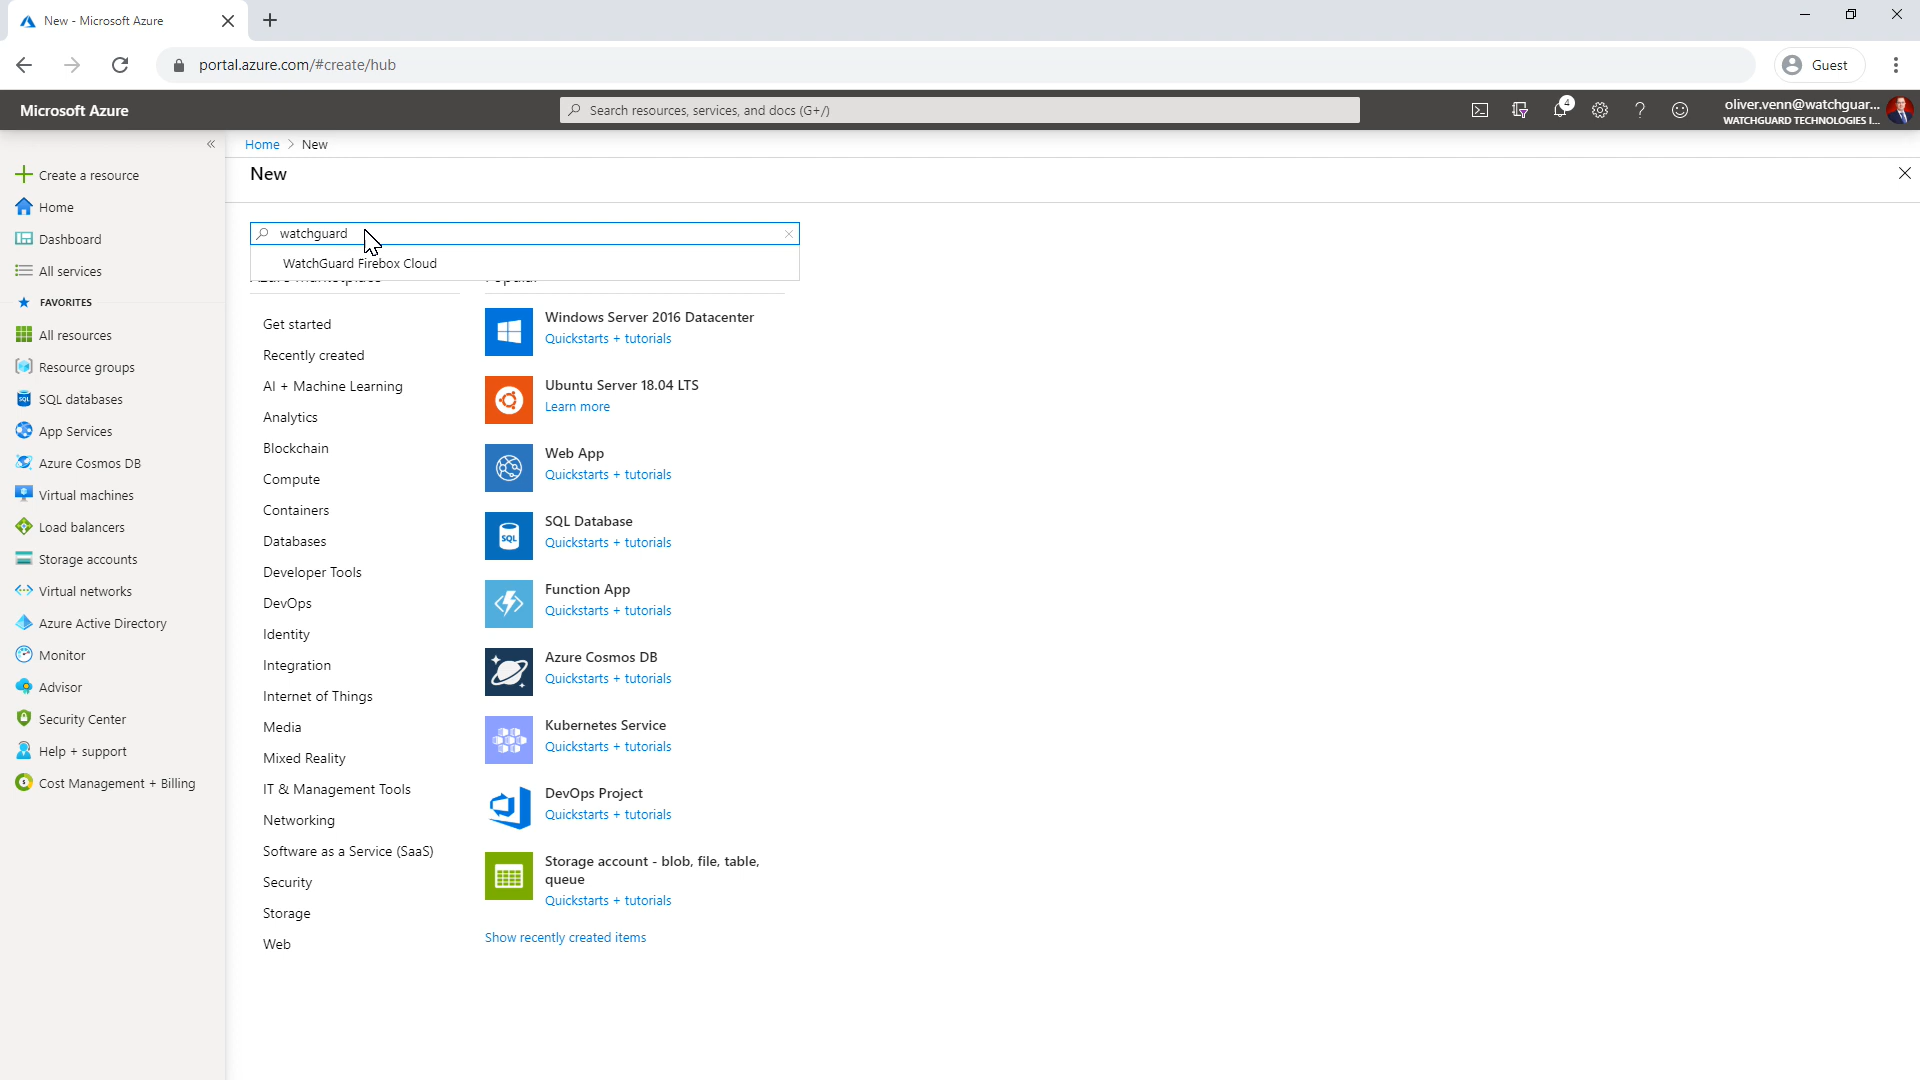 New - Microsoft Azure
portal.azure.com/#create/hub
Guest
Microsoft Azure
Search resources, services, and docs (G+/)
4
oliver.venn@watchguar...
WATCHGUARD TECHNOLOGIES I...
Home > New
New
Create a resource
Home
Dashboard
All services
FAVORITES
All resources
Resource groups
SQL databases
App Services
Azure Cosmos DB
Virtual machines
Load balancers
Storage accounts
Virtual networks
Azure Active Directory
Monitor
Advisor
Security Center
Help + support
Cost Management + Billing
watchguard
WatchGuard Firebox Cloud
Get started
Recently created
AI + Machine Learning
Analytics
Blockchain
Compute
Containers
Databases
Developer Tools
DevOps
Identity
Integration
Internet of Things
Media
Mixed Reality
IT & Management Tools
Networking
Software as a Service (SaaS)
Security
Storage
Web
Windows Server 2016 Datacenter
Quickstarts + tutorials
Ubuntu Server 18.04 LTS
Learn more
Web App
Quickstarts + tutorials
SQL
SQL Database
Quickstarts + tutorials
Function App
Quickstarts + tutorials
Azure Cosmos DB
Quickstarts + tutorials
Kubernetes Service
Quickstarts + tutorials
DevOps Project
Quickstarts + tutorials
Storage account - blob, file, table,
queue
Quickstarts + tutorials
Show recently created items